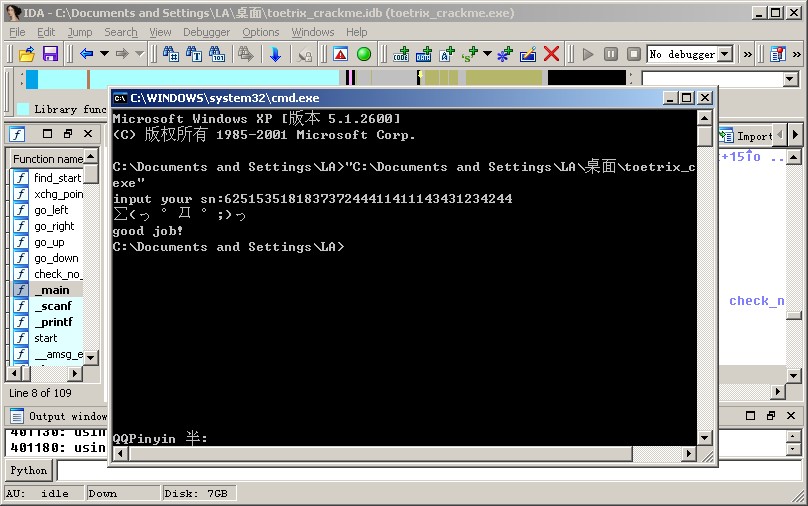 IDA - C:\Documents and Settings\LA\桌面\toetrix_crackme.idb (toetrix_crackme.exe)
File Edit Jump Search View Debugger Options Windows Help
No debugger
Library func
C:\WINDOWS\system32\cmd.exe
Microsoft Windows XP [版本 5.1.2600]
(C) 版权所有 1985-2001 Microsoft Corp.
C:\Documents and Settings\LA>"C:\Documents and Settings\LA\桌面\toetrix_c
exe"
input your sn:625153518183737244411411143431234244
∑(っ °Д °;)っ
good job!
C:\Documents and Settings\LA>
QQPinyin 半:
Function name
find_start
xchg_poin
go_left
go_right
go_up
go_down
check_no_
_main
_scanf
_printf
start
__amsg_e
Line 8 of 109
Import
check_n
Output window
401130: usin
401180: usin
Python
AU: idle Down Disk: 7GB